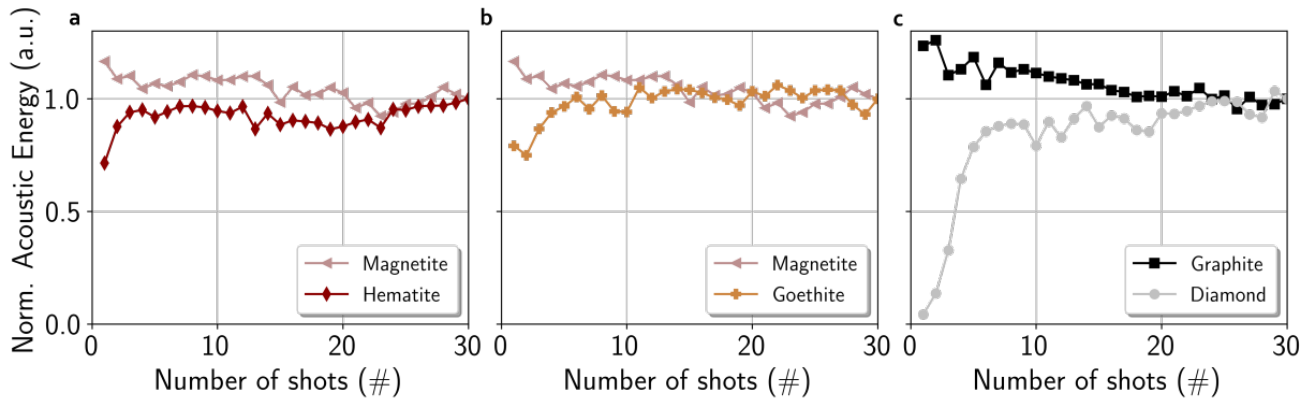 a
b
c
Norm. Acoustic Energy (a.u.)
1.0
0.5
0.0
Magnetite
Hematite
Magnetite
Goethite
Graphite
Diamond
0 10 20 30
0 10 20 30
0 10 20 30
Number of shots (#)
Number of shots (#)
Number of shots (#)